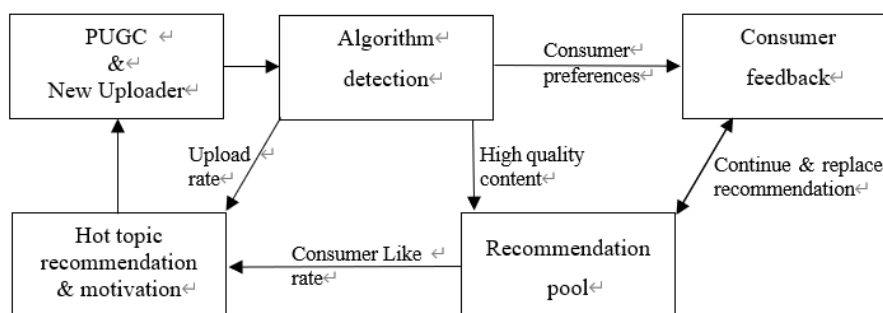 PUGC ↵
&↵
New Uploader↵
Algorithm↵
detection↵
Consumer↵
preferences↵
Consumer↵
feedback↵
Upload ↵
rate↵
High quality↵
content↵
Continue & replace
recommendation↵
Hot topic
recommendation
& motivation↵
Consumer Like ↵
rate↵
Recommendation
pool↵